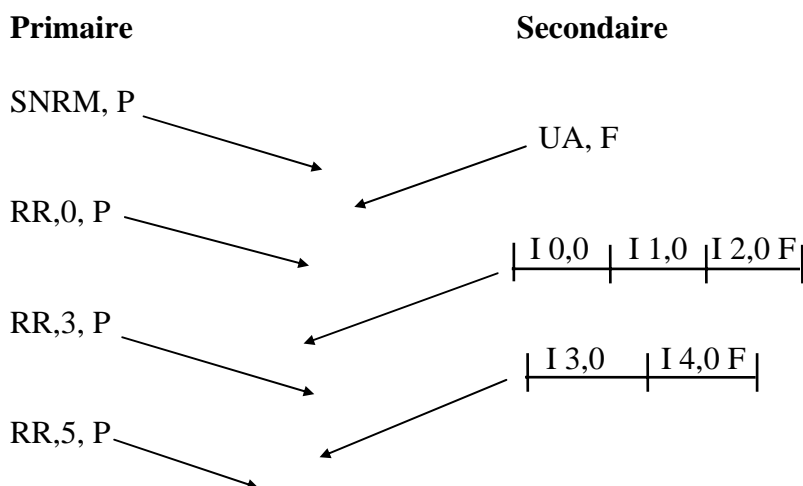 Primaire Secondaire
SNRM, P
UA, F
RR,0, P
I 0,0 I 1,0 I 2,0 F
RR,3, P
I 3,0 I 4,0 F
RR,5, P